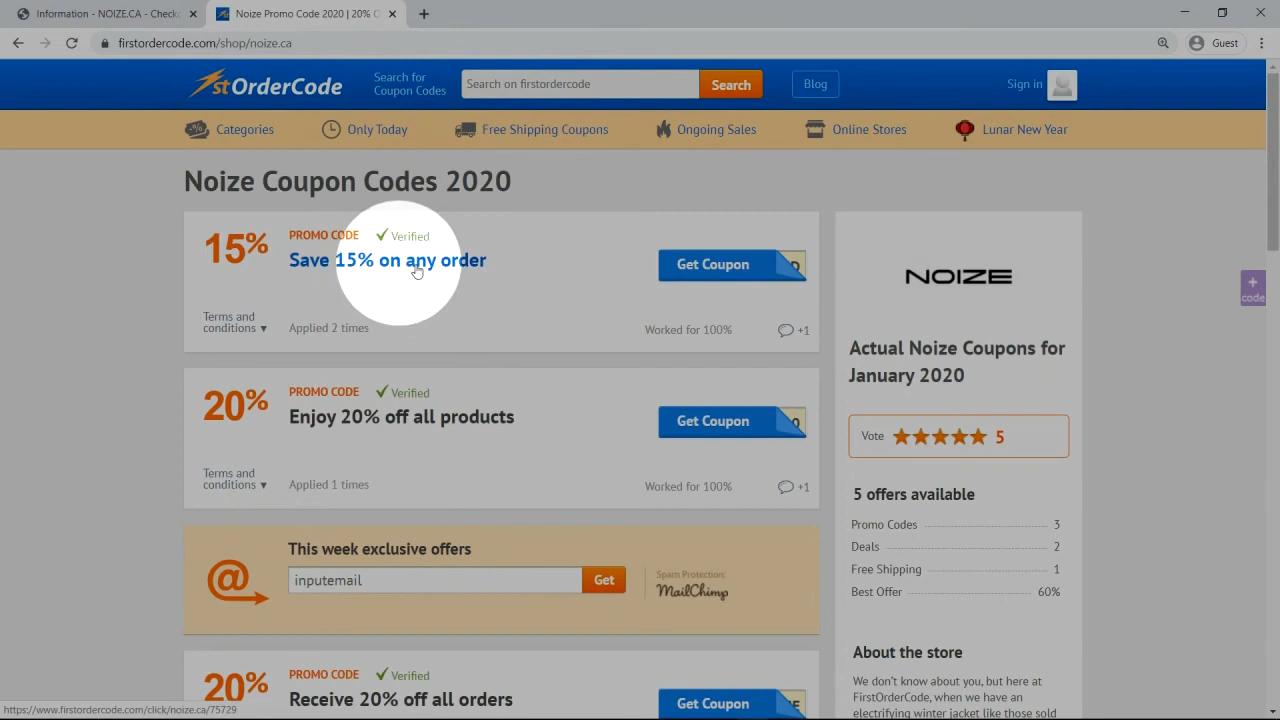 Information - NOIZE.CA - Checko
Noize Promo Code 2020 | 20% O
firstordercode.com/shop/noize.ca
Guest
stOrderCode
Search for
Coupon Codes
Search on firstordercode
Search
Blog
Sign in
Categories
Only Today
Free Shipping Coupons
Ongoing Sales
Online Stores
Lunar New Year
Noize Coupon Codes 2020
15%
PROMO CODE
Verified
Save 15% on any order
Get Coupon
D
Terms and
conditions ▼
Applied 2 times
Worked for 100%
+1
20%
PROMO CODE
Verified
Enjoy 20% off all products
Get Coupon
0
Terms and
conditions ▼
Applied 1 times
Worked for 100%
+1
This week exclusive offers
@
inputemail
Get
Spam Protection:
MailChimp
20%
PROMO CODE
Verified
Receive 20% off all orders
Get Coupon
E
NOIZE
Actual Noize Coupons for
January 2020
Vote
5
5 offers available
Promo Codes 3
Deals 2
Free Shipping 1
Best Offer 60%
About the store
We don't know about you, but here at
FirstOrderCode, when we have an
electrifying winter jacket like those sold
+
code
https://www.firstordercode.com/click/noize.ca/75729